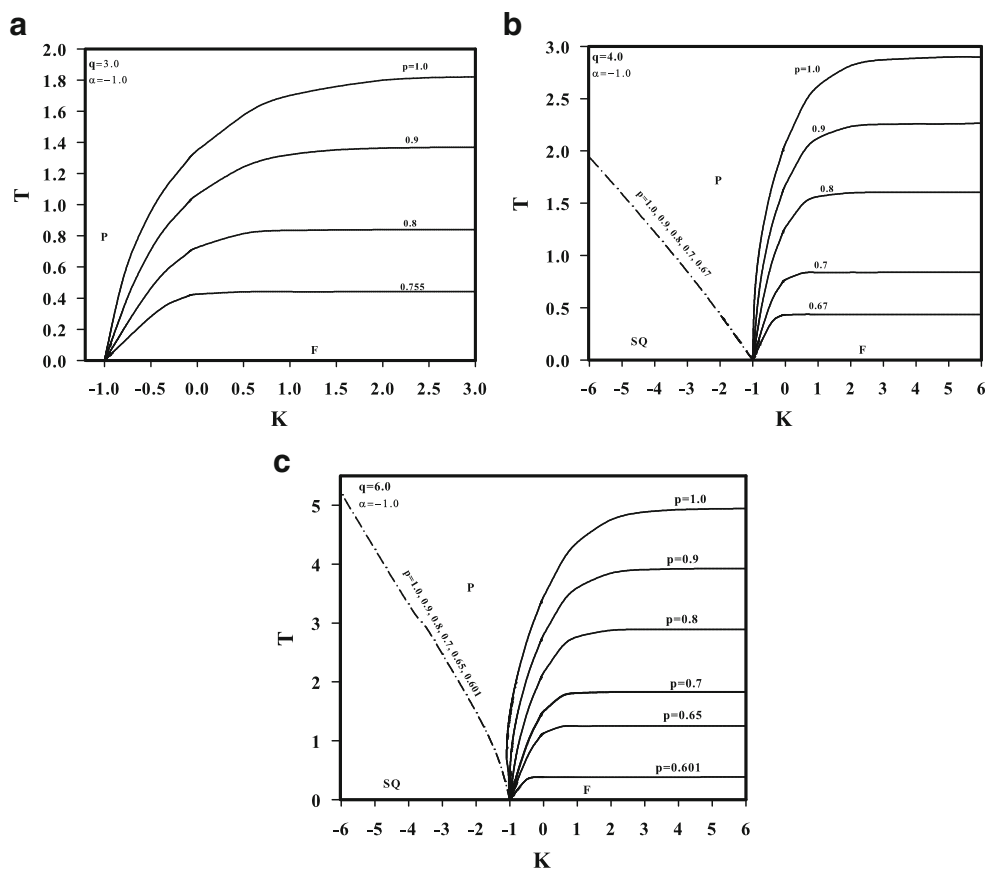 a
2.0
1.8
1.6
1.4
1.2
1.0
0.8
0.6
0.4
0.2
0.0
T
q=3.0
α=−1.0
p=1.0
0.9
0.8
0.755
P
F
-1.0 -0.5 0.0 0.5 1.0 1.5 2.0 2.5 3.0
K
b
3.0
2.5
2.0
1.5
1.0
0.5
0.0
T
q=4.0
α=−1.0
p=1.0
0.9
0.8
0.7
0.67
P
p=1.0, 0.9, 0.8, 0.7, 0.67
SQ
F
-6 -5 -4 -3 -2 -1 0 1 2 3 4 5 6
K
c
5
4
3
2
1
0
T
q=6.0
α=−1.0
p=1.0
p=0.9
p=0.8
p=0.7
p=0.65
p=0.601
P
p=1.0, 0.9, 0.8, 0.7, 0.65, 0.601
SQ
F
-6 -5 -4 -3 -2 -1 0 1 2 3 4 5 6
K